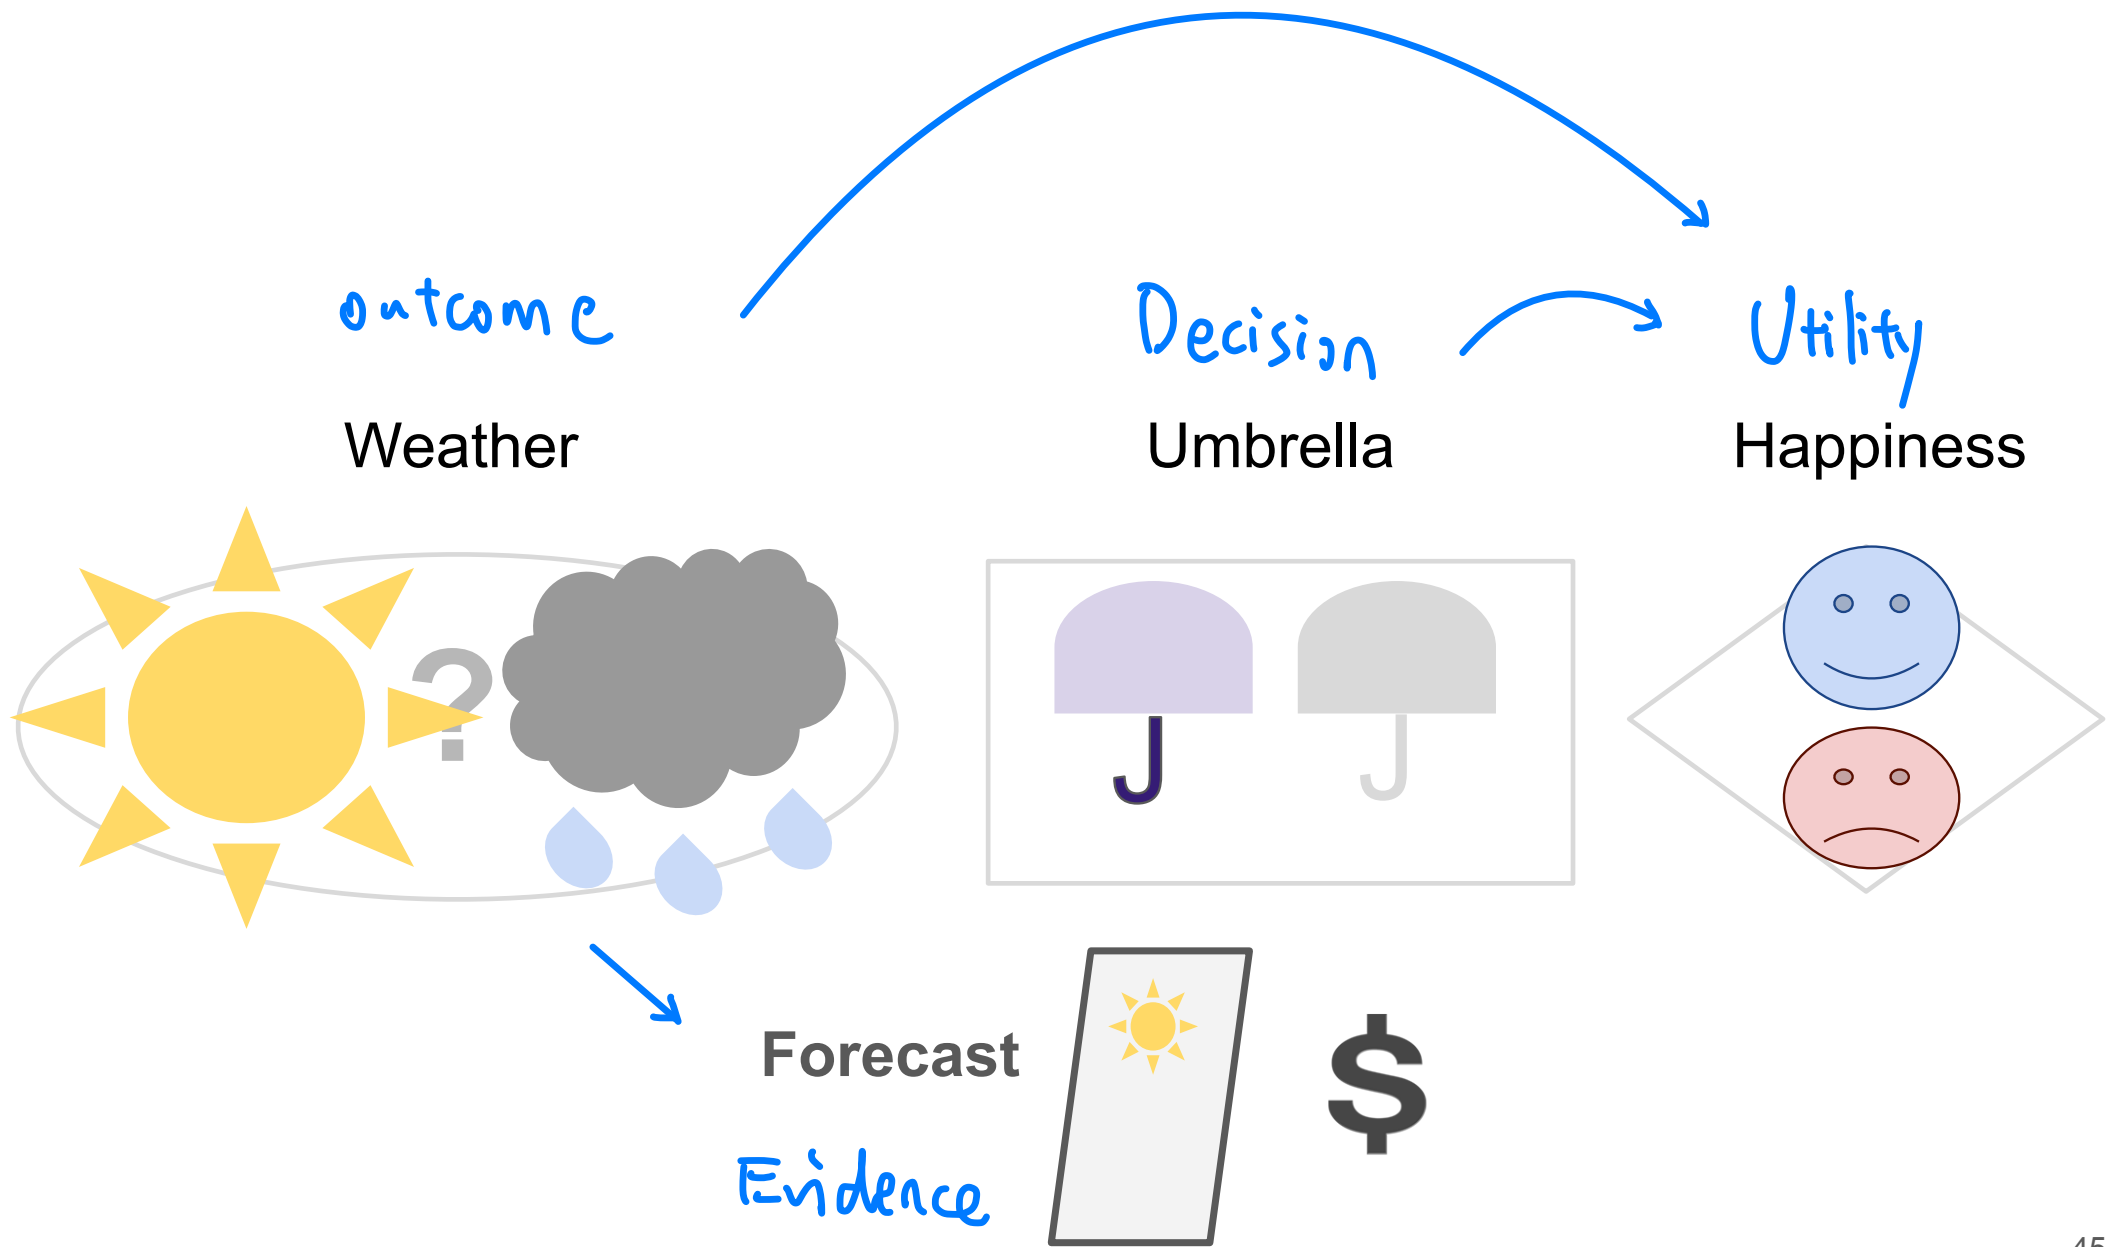 outcome
Decision
Utility
Weather
Umbrella
Happiness
?
Forecast
$
Evidence